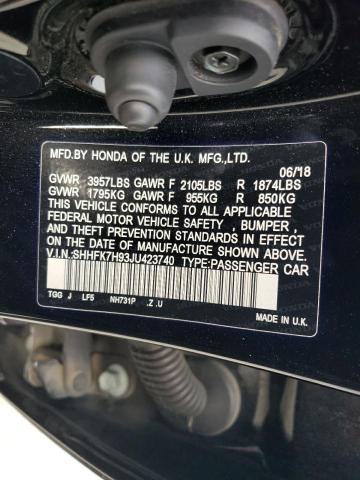 MFD.BY HONDA OF THE U.K. MFG.,LTD.
06/18
GVWR 3957LBS GAWR F 2105LBS R 1874LBS
GVWR 1795KG GAWR F 955KG R 850KG
THIS VEHICLE CONFORMS TO ALL APPLICABLE
FEDERAL MOTOR VEHICLE SAFETY , BUMPER ,
AND THEFT PREVENTION STANDARDS IN EFFECT
ON THE DATE OF MANUFACTURE SHOWN ABOVE.
V.I.N.:SHHFK7H93JU423740 TYPE:PASSENGER CAR
TGG J LF5 NH731P .Z .U